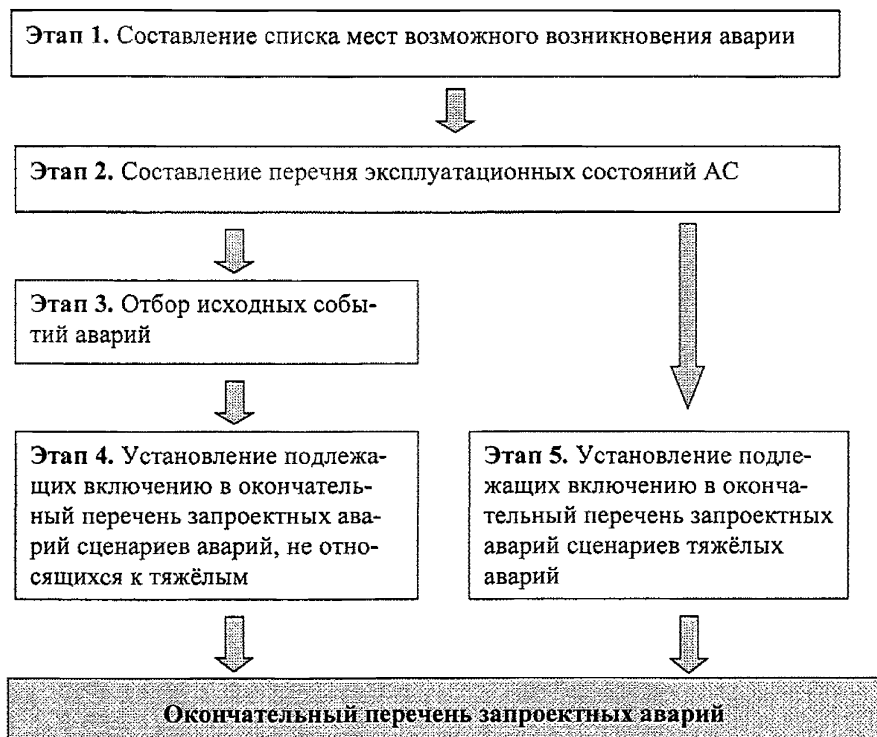 Этап 1. Составление списка мест возможного возникновения аварии
Этап 2. Составление перечня эксплуатационных состояний АС
Этап 3. Отбор исходных собы-
тий аварий
Этап 4. Установление подлежа-
щих включению в окончатель-
ный перечень запроектных ава-
рий сценариев аварий, не отно-
сящихся к тяжёлым
Этап 5. Установление подле-
жащих включению в оконча-
тельный перечень запроектных
аварий сценариев тяжёлых
аварий
Окончательный перечень запроектных аварий